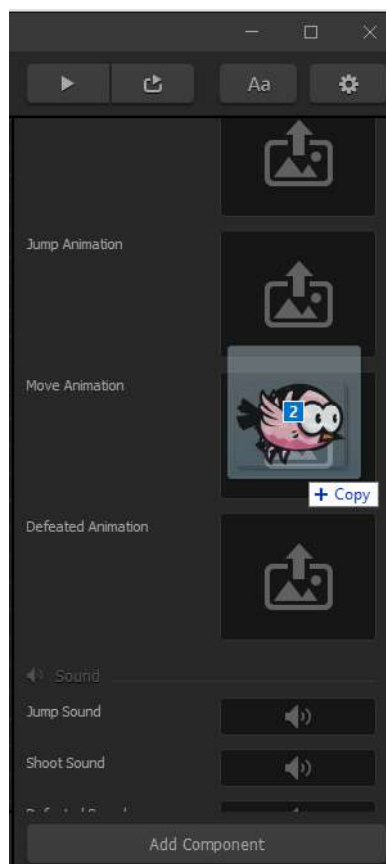 Aa
Jump Animation
Move Animation
2
+ Copy
Defeated Animation
Sound
Jump Sound
Shoot Sound
Add Component